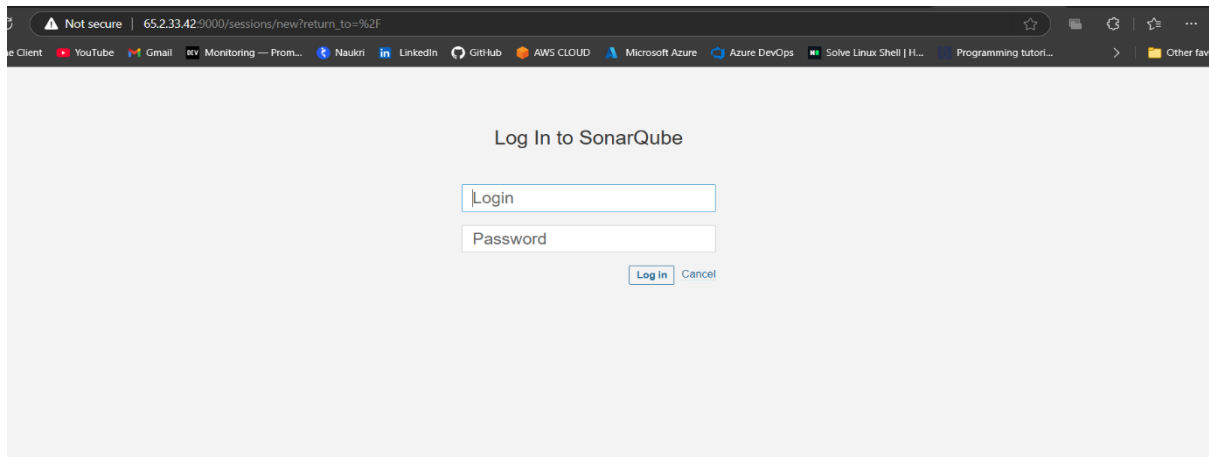 Not secure 65.2.33.42:9000/sessions/new?return_to=%2F
e Client YouTube Gmail Monitoring — Prom... Naukri LinkedIn GitHub AWS CLOUD Microsoft Azure Azure DevOps Solve Linux Shell | H... Programming tutori... Other fav
Log In to SonarQube
Login
Password
Log in Cancel